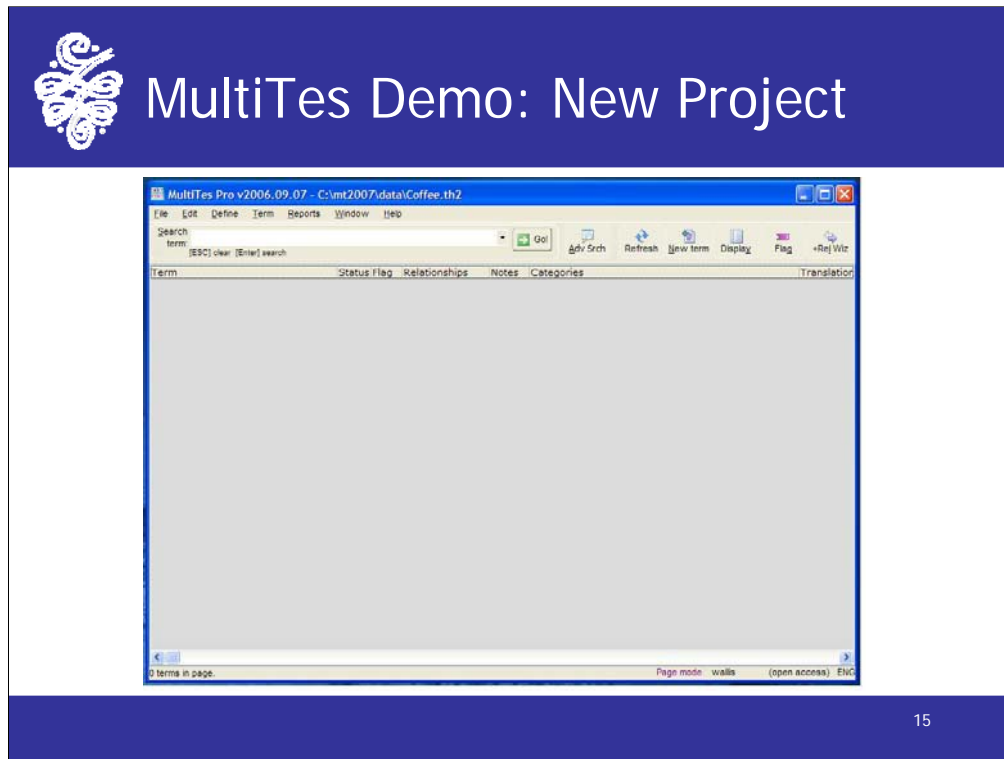 MultiTes Demo: New Project
MultiTes Pro v2006.09.07 - C:\mt2007\data\Coffee.th2
File Edit Define Term Reports Window Help
Search term: Go! Adv Srch Refresh New term Display Flag +Rel Wiz
[ESC] clear [Enter] search
Term Status Flag Relationships Notes Categories Translation
0 terms in page. Page mode wallis (open access) ENG
15